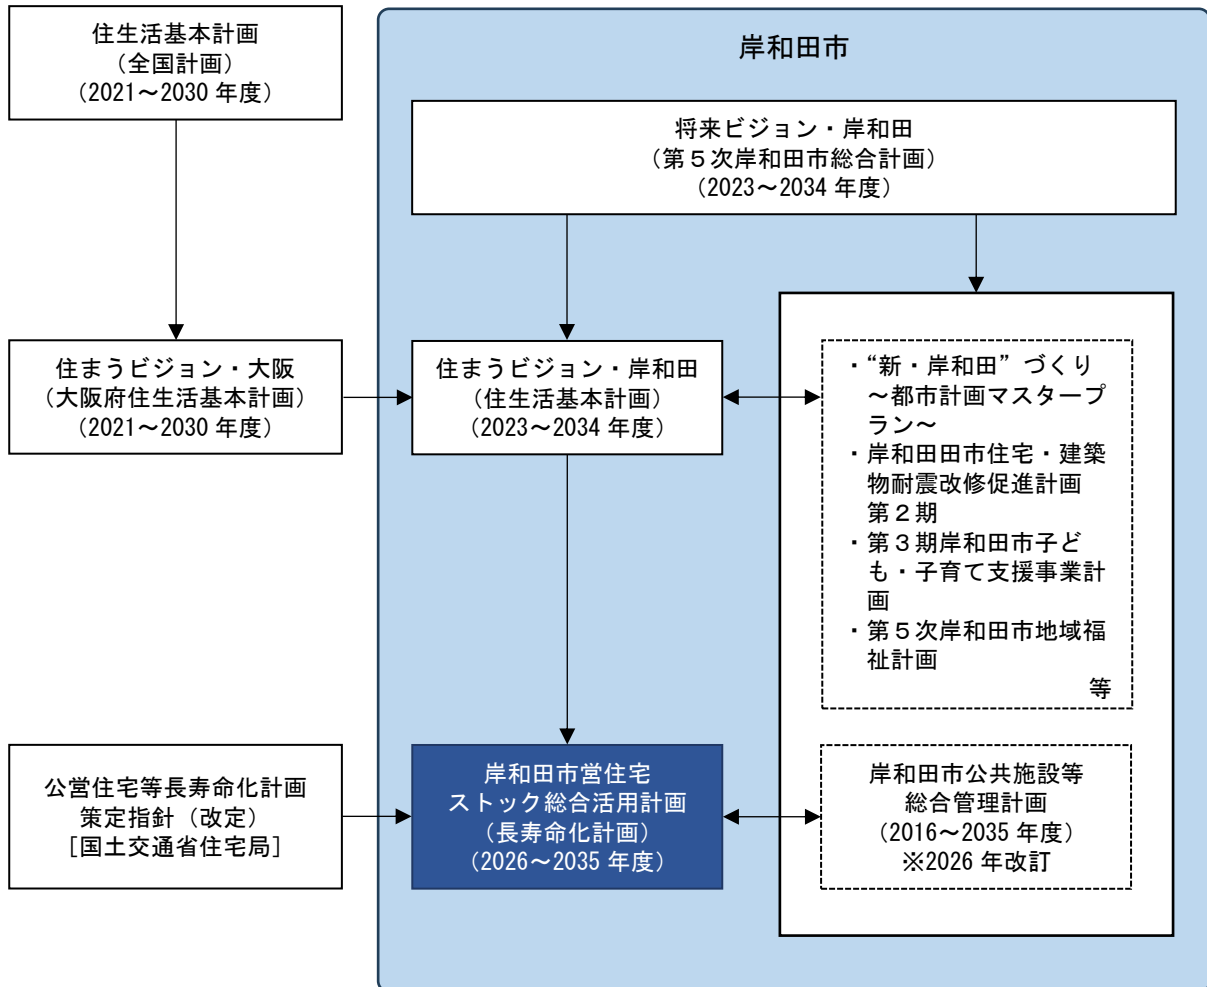 住生活基本計画
（全国計画）
（2021～2030 年度）
岸和田市
将来ビジョン・岸和田
（第５次岸和田市総合計画）
（2023～2034 年度）
住まうビジョン・大阪
（大阪府住生活基本計画）
（2021～2030 年度）
住まうビジョン・岸和田
（住生活基本計画）
（2023～2034 年度）
・“新・岸和田” づくり
～都市計画マスタープ
ラン～
・岸和田田市住宅・建築
物耐震改修促進計画
第２期
・第３期岸和田市子ど
も・子育て支援事業計
画
・第５次岸和田市地域福
祉計画
等
公営住宅等長寿命化計画
策定指針（改定）
［国土交通省住宅局］
岸和田市営住宅
ストック総合活用計画
（長寿命化計画）
（2026～2035 年度）
岸和田市公共施設等
総合管理計画
（2016～2035 年度）
※2026 年改訂